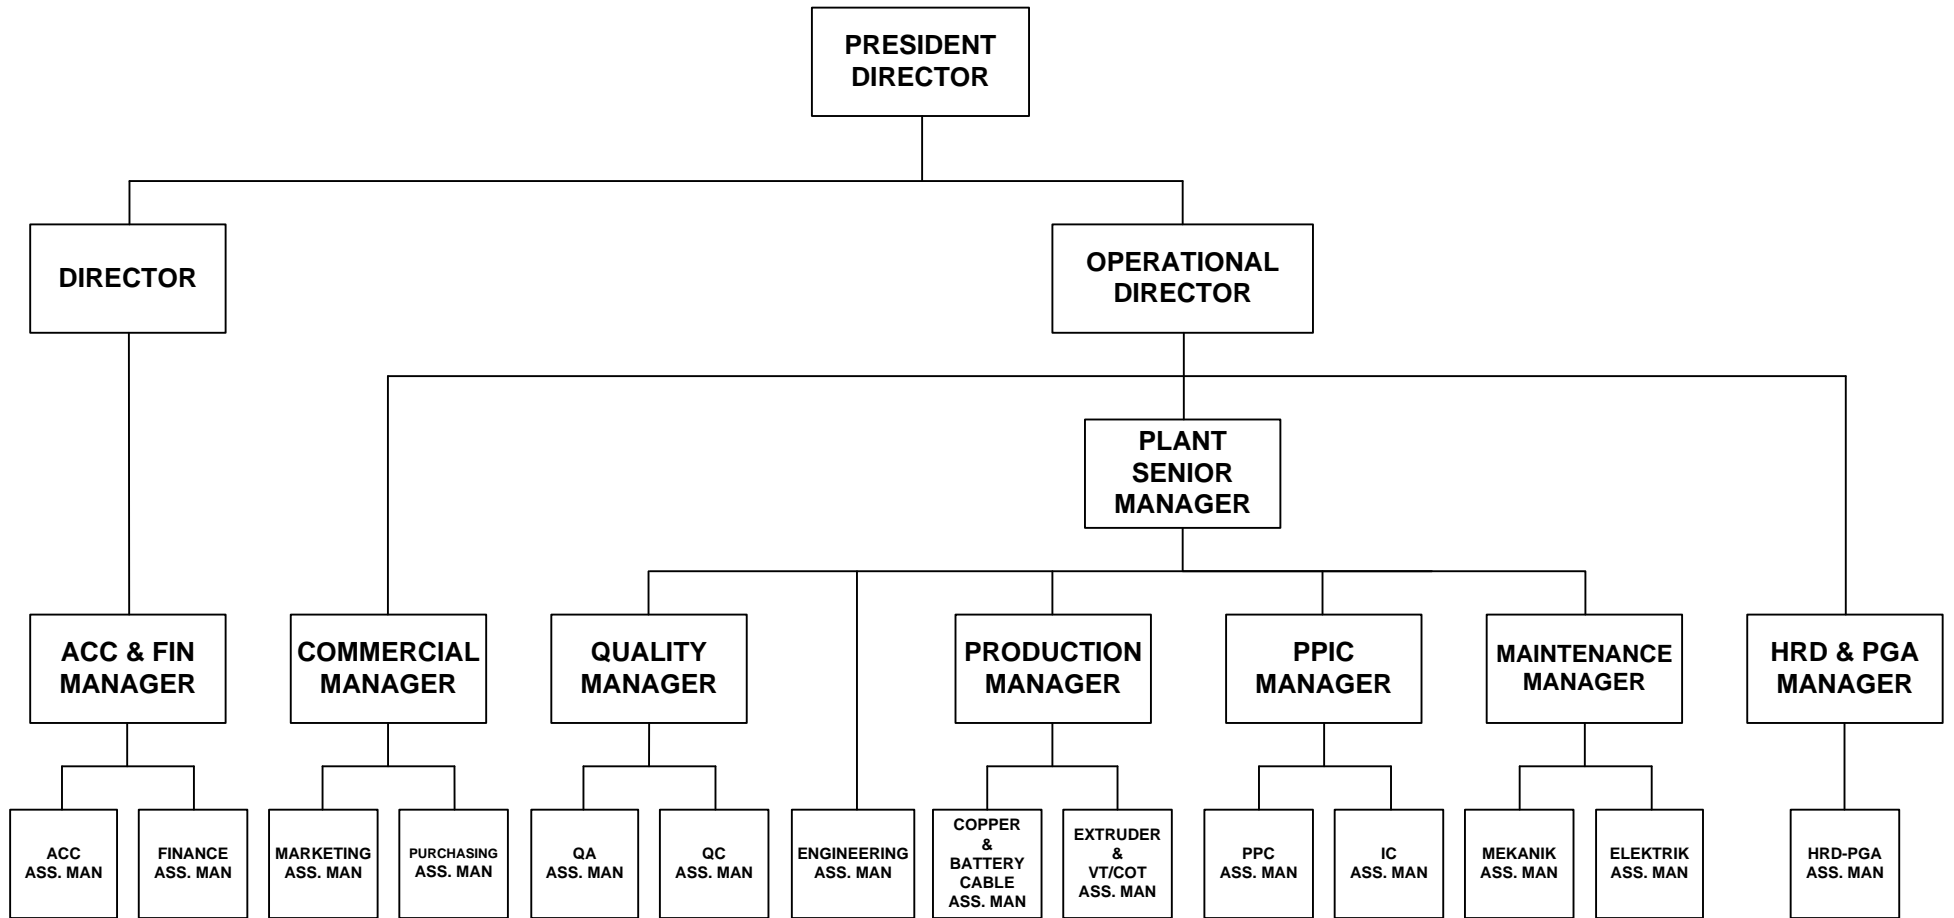 PRESIDENT
DIRECTOR
DIRECTOR
OPERATIONAL
DIRECTOR
PLANT
SENIOR
MANAGER
ACC & FIN
MANAGER
COMMERCIAL
MANAGER
QUALITY
MANAGER
PRODUCTION
MANAGER
PPIC
MANAGER
MAINTENANCE
MANAGER
HRD & PGA
MANAGER
ACC
ASS. MAN
FINANCE
ASS. MAN
MARKETING
ASS. MAN
PURCHASING
ASS. MAN
QA
ASS. MAN
QC
ASS. MAN
ENGINEERING
ASS. MAN
COPPER
&
BATTERY
CABLE
ASS. MAN
EXTRUDER
&
VT/COT
ASS. MAN
PPC
ASS. MAN
IC
ASS. MAN
MEKANIK
ASS. MAN
ELEKTRIK
ASS. MAN
HRD-PGA
ASS. MAN